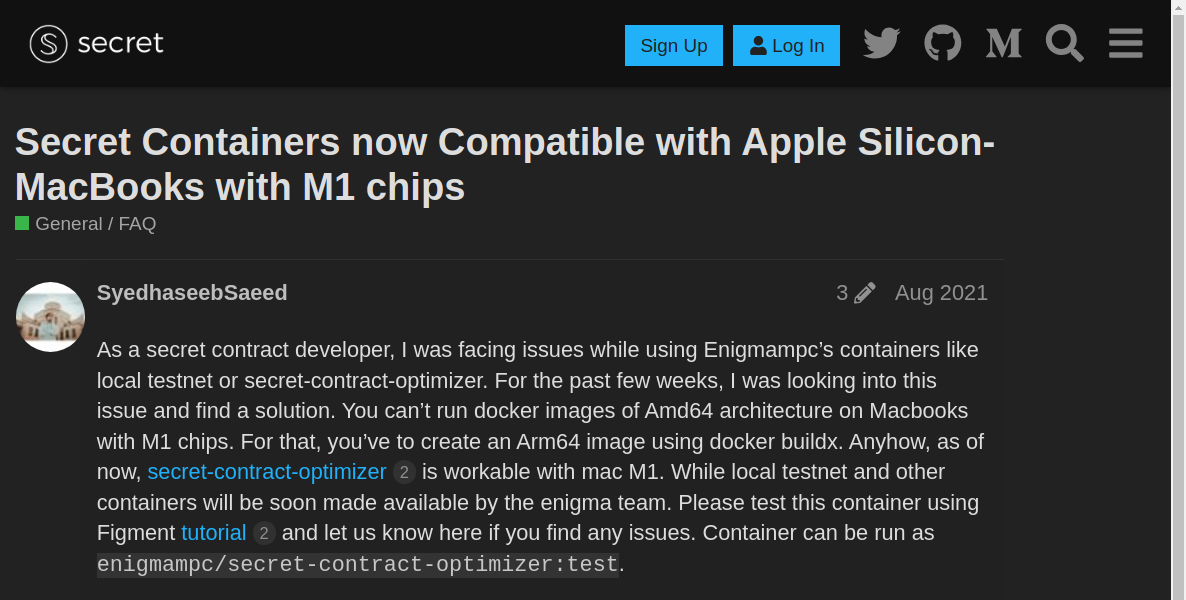 secret
Sign Up
Log In
Secret Containers now Compatible with Apple Silicon-
MacBooks with M1 chips
General / FAQ
SyedhaseebSaeed
3
Aug 2021
As a secret contract developer, I was facing issues while using Enigmampc’s containers like
local testnet or secret-contract-optimizer. For the past few weeks, I was looking into this
issue and find a solution. You can’t run docker images of Amd64 architecture on Macbooks
with M1 chips. For that, you’ve to create an Arm64 image using docker buildx. Anyhow, as of
now, secret-contract-optimizer 2 is workable with mac M1. While local testnet and other
containers will be soon made available by the enigma team. Please test this container using
Figment tutorial 2 and let us know here if you find any issues. Container can be run as
enigmampc/secret-contract-optimizer:test.